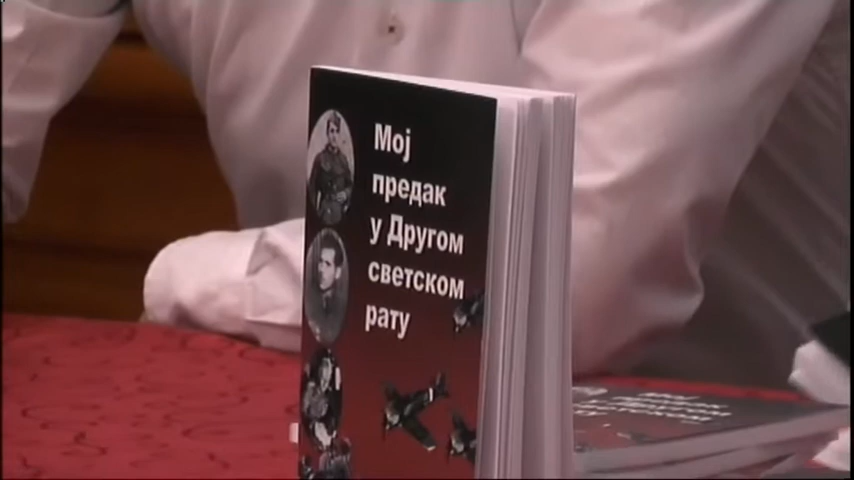 Мој
предак
у Другом
светском
рату